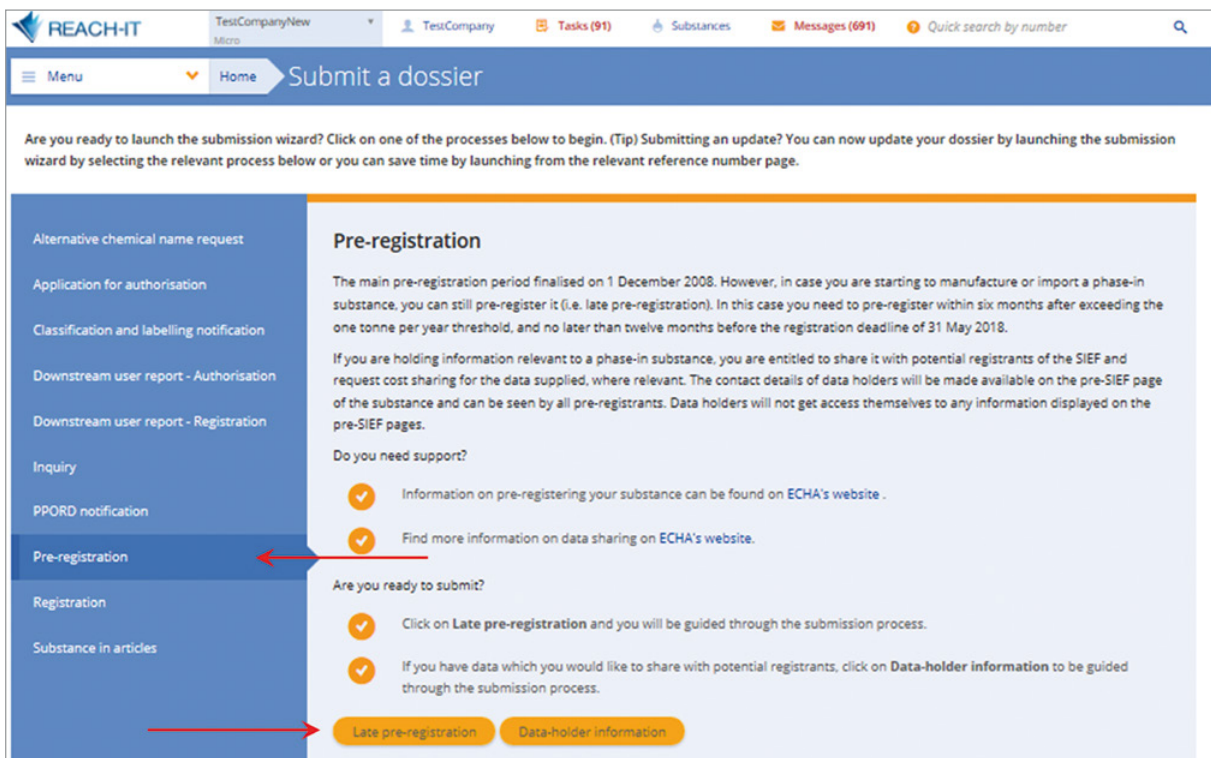 REACH-IT
TestCompanyNew
Micro
TestCompany
Tasks (91)
Substances
Messages (691)
Quick search by number
Menu
Home
Submit a dossier
Are you ready to launch the submission wizard? Click on one of the processes below to begin. (Tip) Submitting an update? You can now update your dossier by launching the submission
wizard by selecting the relevant process below or you can save time by launching from the relevant reference number page.
Alternative chemical name request
Application for authorisation
Classification and labelling notification
Downstream user report - Authorisation
Downstream user report - Registration
Inquiry
PPORD notification
Pre-registration
Registration
Substance in articles
Pre-registration
The main pre-registration period finalised on 1 December 2008. However, in case you are starting to manufacture or import a phase-in
substance, you can still pre-register it (i.e. late pre-registration). In this case you need to pre-register within six months after exceeding the
one tonne per year threshold, and no later than twelve months before the registration deadline of 31 May 2018.
If you are holding information relevant to a phase-in substance, you are entitled to share it with potential registrants of the SIEF and
request cost sharing for the data supplied, where relevant. The contact details of data holders will be made available on the pre-SIEF page
of the substance and can be seen by all pre-registrants. Data holders will not get access themselves to any information displayed on the
pre-SIEF pages.
Do you need support?
Information on pre-registering your substance can be found on ECHA's website .
Find more information on data sharing on ECHA's website.
Are you ready to submit?
Click on Late pre-registration and you will be guided through the submission process.
If you have data which you would like to share with potential registrants, click on Data-holder information to be guided
through the submission process.
Late pre-registration
Data-holder information